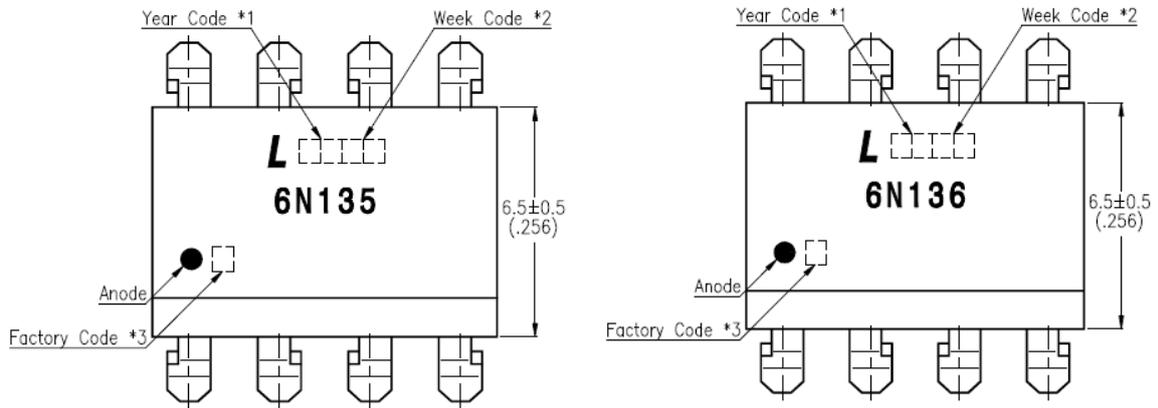 Year Code *1
Week Code *2
L
6N135
6.5±0.5
(.256)
Anode
Factory Code *3
Year Code *1
Week Code *2
L
6N136
6.5±0.5
(.256)
Anode
Factory Code *3